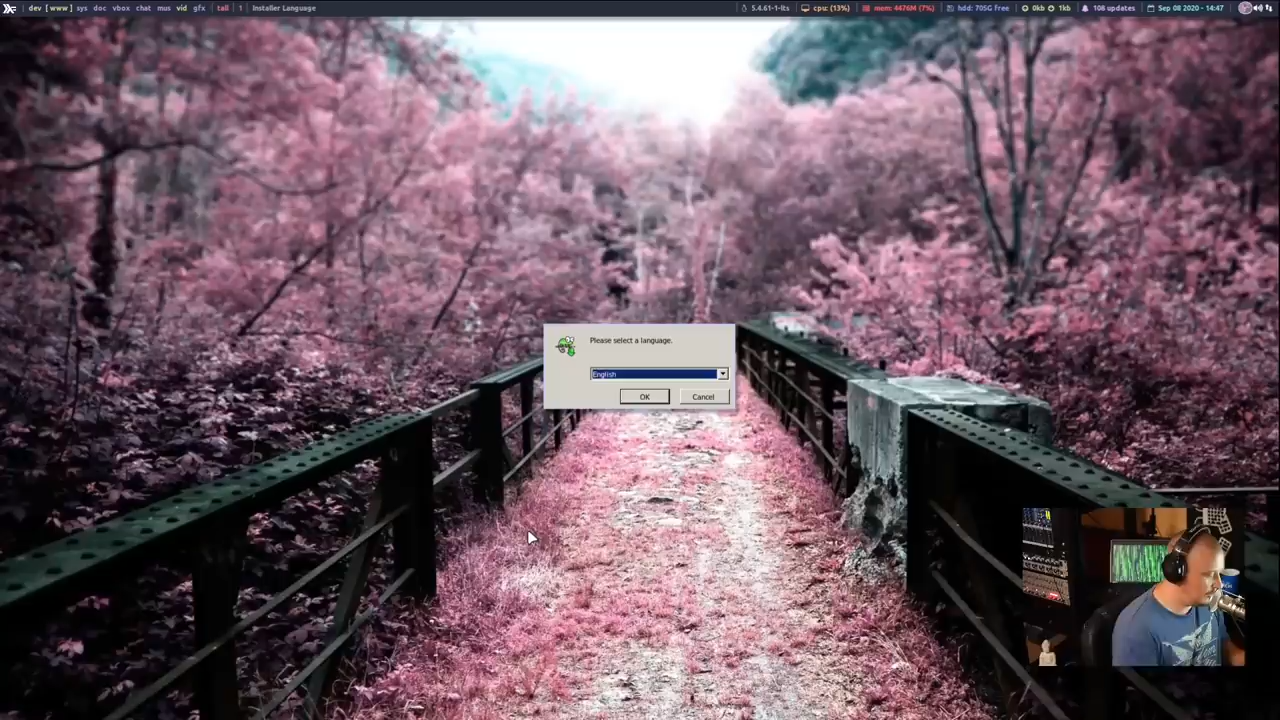 dev [ www ] sys doc vbox chat mus vid gfx | tall | 1 | Installer Language | 5.4.61-1-lts | cpu: (13%) | mem: 4476M (7%) | hdd: 705G Free | 0kb 1kb | 108 updates | Sep 08 2020 - 14:47
Please select a language.
English
OK Cancel